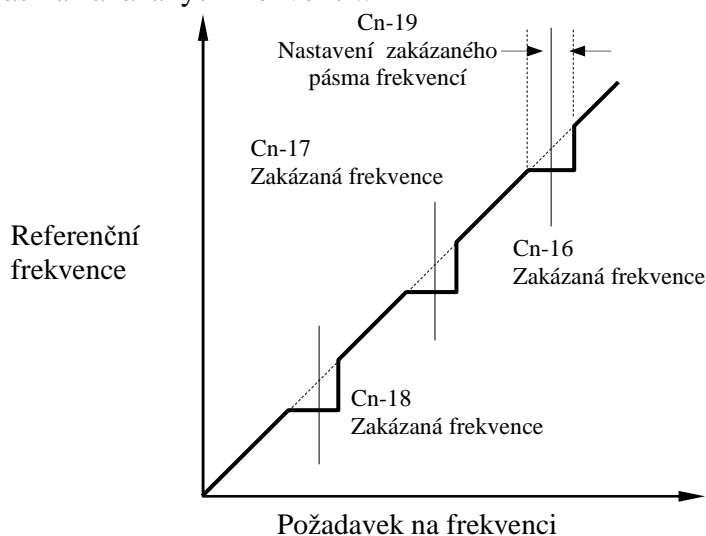 Cn-19
Nastavení zakázaného
pásma frekvencí
Cn-17
Zakázaná frekvence
Referenční
frekvence
Cn-16
Zakázaná frekvence
Cn-18
Zakázaná frekvence
Požadavek na frekvenci